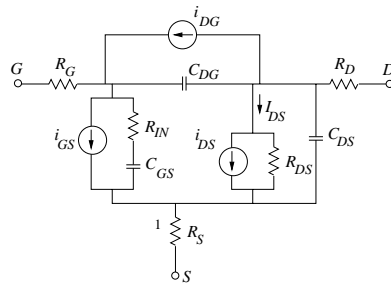 i_DG
G R_G C_DG R_D D
I_DS
i_GS R_IN C_GS i_DS R_DS C_DS
1 R_S
S